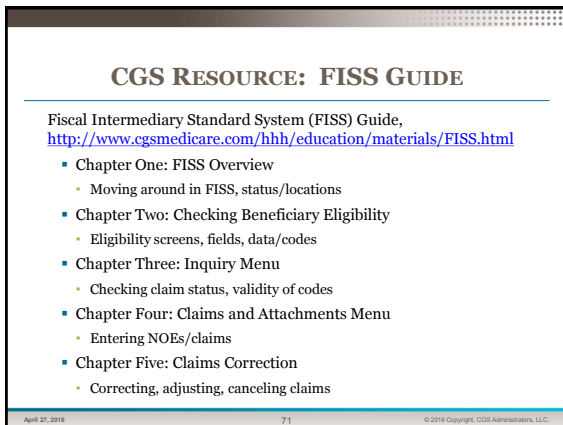 CGS RESOURCE: FISS GUIDE
Fiscal Intermediary Standard System (FISS) Guide,
http://www.cgsmedicare.com/hhh/education/materials/FISS.html
▪ Chapter One: FISS Overview
• Moving around in FISS, status/locations
▪ Chapter Two: Checking Beneficiary Eligibility
• Eligibility screens, fields, data/codes
▪ Chapter Three: Inquiry Menu
• Checking claim status, validity of codes
▪ Chapter Four: Claims and Attachments Menu
• Entering NOEs/claims
▪ Chapter Five: Claims Correction
• Correcting, adjusting, canceling claims
April 27, 2016 71 © 2016 Copyright, CGS Administrators, LLC.